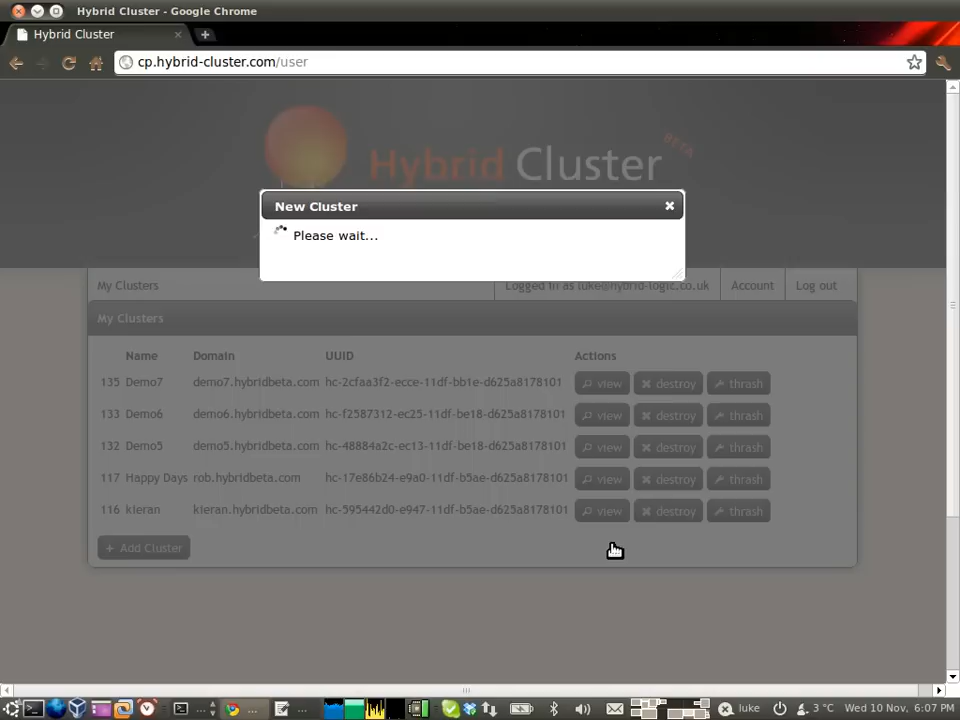 Hybrid Cluster - Google Chrome
Hybrid Cluster
cp.hybrid-cluster.com/user
BETA
Hybrid Cluster
New Cluster
Please wait...
My Clusters
Logged in as luke@hybrid-logic.co.uk
Account
Log out
My Clusters
Name Domain UUID Actions
135 Demo7 demo7.hybridbeta.com hc-2cfaa3f2-ecce-11df-bb1e-d625a8178101 view destroy thrash
133 Demo6 demo6.hybridbeta.com hc-f2587312-ec25-11df-be18-d625a8178101 view destroy thrash
132 Demo5 demo5.hybridbeta.com hc-48884a2c-ec13-11df-be18-d625a8178101 view destroy thrash
117 Happy Days rob.hybridbeta.com hc-17e86b24-e9a0-11df-b5ae-d625a8178101 view destroy thrash
116 kieran kieran.hybridbeta.com hc-595442d0-e947-11df-b5ae-d625a8178101 view destroy thrash
+ Add Cluster
... ... ... luke 3 °C Wed 10 Nov, 6:07 PM